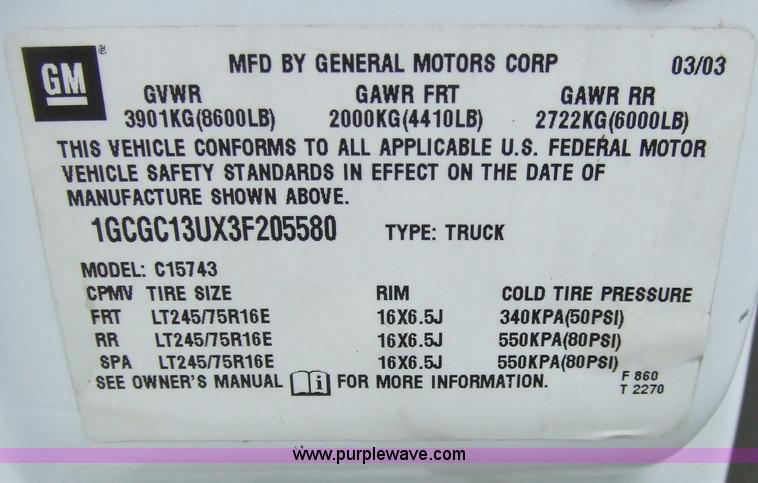 GM ®
MFD BY GENERAL MOTORS CORP 03/03
GVWR GAWR FRT GAWR RR
3901KG(8600LB) 2000KG(4410LB) 2722KG(6000LB)
THIS VEHICLE CONFORMS TO ALL APPLICABLE U.S. FEDERAL MOTOR
VEHICLE SAFETY STANDARDS IN EFFECT ON THE DATE OF
MANUFACTURE SHOWN ABOVE.
1GCGC13UX3F205580 TYPE: TRUCK
MODEL: C15743
CPMV TIRE SIZE RIM COLD TIRE PRESSURE
FRT LT245/75R16E 16X6.5J 340KPA(50PSI)
RR LT245/75R16E 16X6.5J 550KPA(80PSI)
SPA LT245/75R16E 16X6.5J 550KPA(80PSI)
SEE OWNER'S MANUAL i FOR MORE INFORMATION. F 860
T 2270
www.purplewave.com